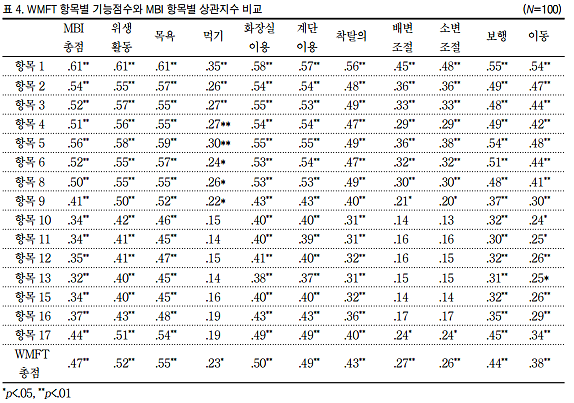 표 4. WMFT 항목별 기능점수와 MBI 항목별 상관지수 비교 (N=100)
MBI 총점 위생 활동 목욕 먹기 화장실 이용 계단 이용 착탈의 배변 조절 소변 조절 보행 이동
항목 1 .61** .61** .61** .35** .58** .57** .56** .45** .48** .55** .54**
항목 2 .54** .55** .57** .26** .54** .54** .48** .36** .36** .49** .47**
항목 3 .52** .57** .55** .27** .55** .53** .49** .33** .33** .48** .44**
항목 4 .51** .56** .55** .27** .54** .54** .47** .29** .29** .49** .42**
항목 5 .56** .58** .59** .30** .55** .55** .49** .36** .38** .54** .48**
항목 6 .52** .55** .57** .24* .53** .54** .47** .32** .32** .51** .44**
항목 8 .50** .55** .55** .26* .53** .53** .49** .30** .30** .48** .41**
항목 9 .41** .50** .52** .22* .43** .43** .40** .21* .20* .37** .30**
항목 10 .34** .42** .46** .15 .40** .40** .31** .14 .13 .32** .24*
항목 11 .34** .41** .45** .14 .40** .39** .31** .16 .16 .30** .25*
항목 12 .35** .41** .47** .15 .41** .40** .32** .16 .15 .32** .26**
항목 13 .32** .40** .45** .14 .38** .37** .31** .15 .15 .31** .25*
항목 15 .34** .41** .45** .16 .40** .40** .32** .14 .14 .32** .26**
항목 16 .37** .43** .48** .19 .43** .43** .36** .17 .17 .35** .29**
항목 17 .44** .51** .54** .19 .49** .49** .40** .24* .24* .45** .34**
WMFT 총점 .47** .52** .55** .23* .50** .49** .43** .27** .26** .44** .38**
*p<.05, **p<.01